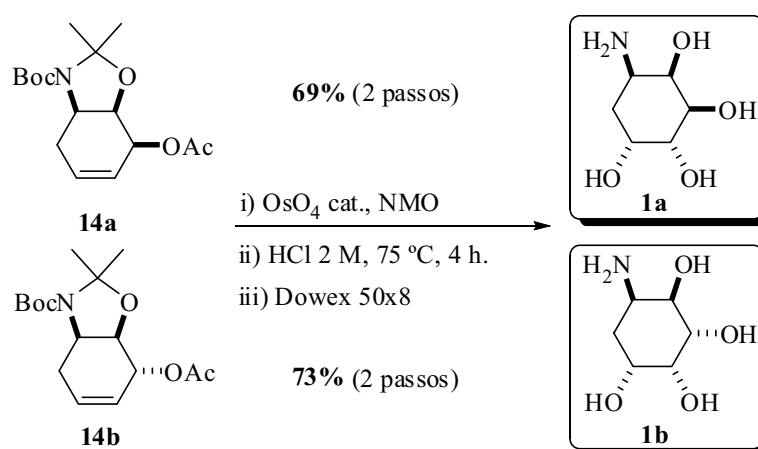 BocN
O
OAc
14a
69% (2 passos)
H₂N
OH
OH
HO
OH
1a
i) OsO₄ cat., NMO
ii) HCl 2 M, 75 ºC, 4 h.
iii) Dowex 50x8
BocN
O
OAc
14b
73% (2 passos)
H₂N
OH
OH
HO
OH
1b